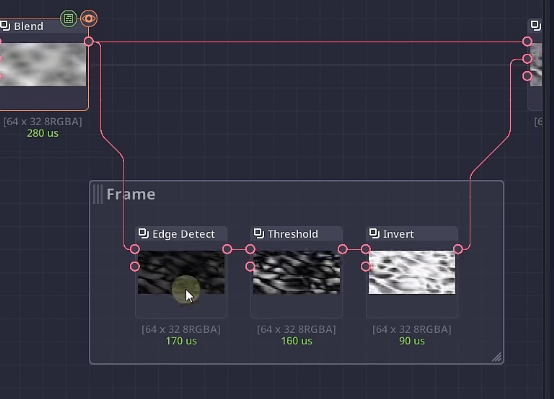 Blend
[64 x 32 8RGBA]
280 us
Frame
Edge Detect
Threshold
Invert
[64 x 32 8RGBA]
[64 x 32 8RGBA]
[64 x 32 8RGBA]
170 us
160 us
90 us